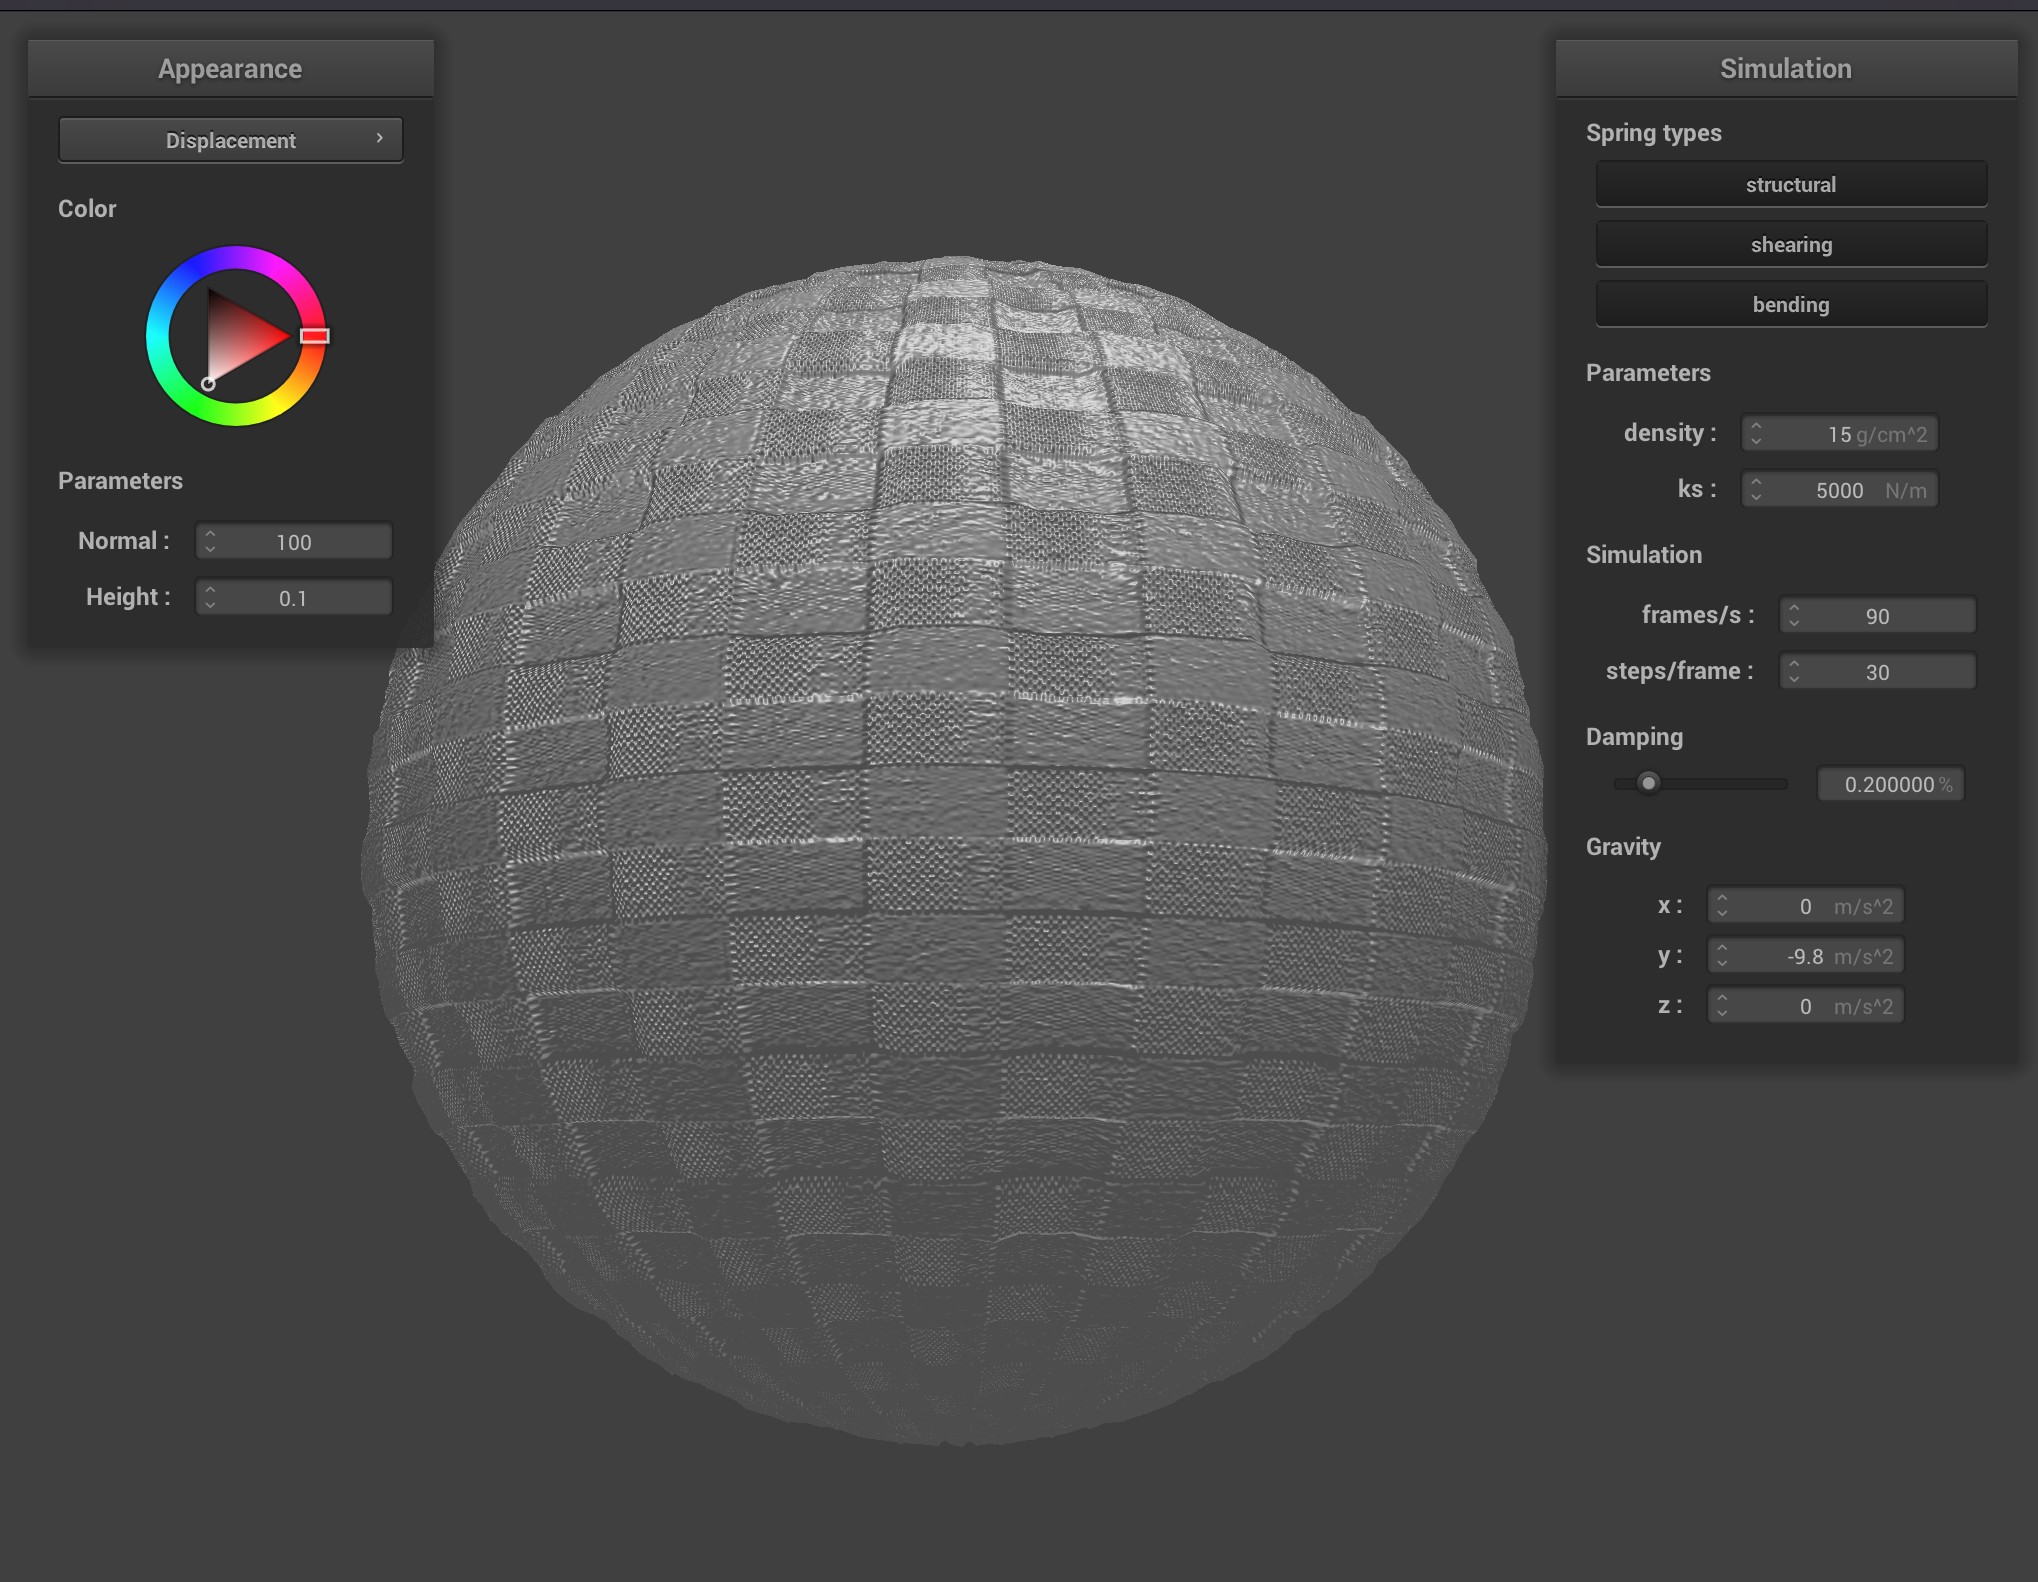 Appearance
Displacement
Color
Parameters
Normal : 100
Height : 0.1
Simulation
Spring types
structural
shearing
bending
Parameters
density : 15 g/cm^2
ks : 5000 N/m
Simulation
frames/s : 90
steps/frame : 30
Damping
0.200000 %
Gravity
x : 0 m/s^2
y : -9.8 m/s^2
z : 0 m/s^2